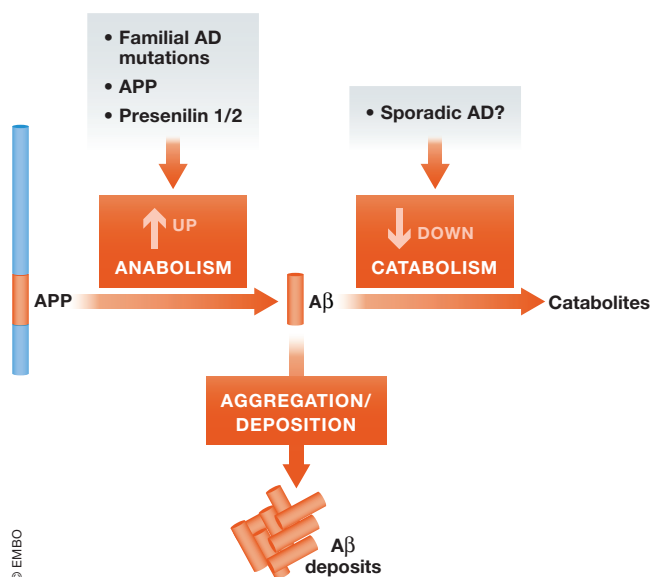 • Familial AD
mutations
• APP
• Presenilin 1/2
• Sporadic AD?
UP
ANABOLISM
DOWN
CATABOLISM
APP
Aβ
Catabolites
AGGREGATION/
DEPOSITION
Aβ
deposits
© EMBO